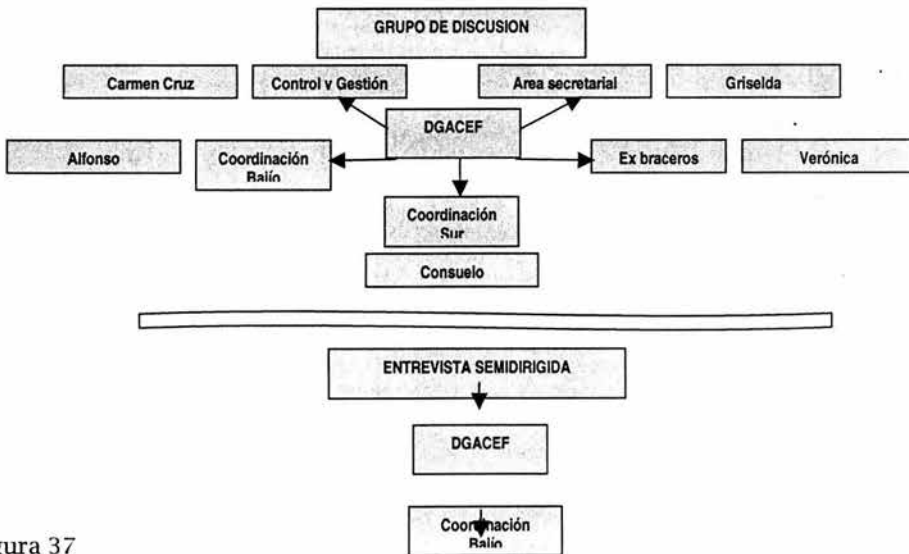 GRUPO DE DISCUSION
Carmen Cruz
Control y Gestión
Area secretarial
Griselda
DGACEF
Alfonso
Coordinación
Bajío
Ex braceros
Verónica
Coordinación
Sur
Consuelo
ENTREVISTA SEMIDIRIGIDA
DGACEF
Coordinación
Bajío
gura 37